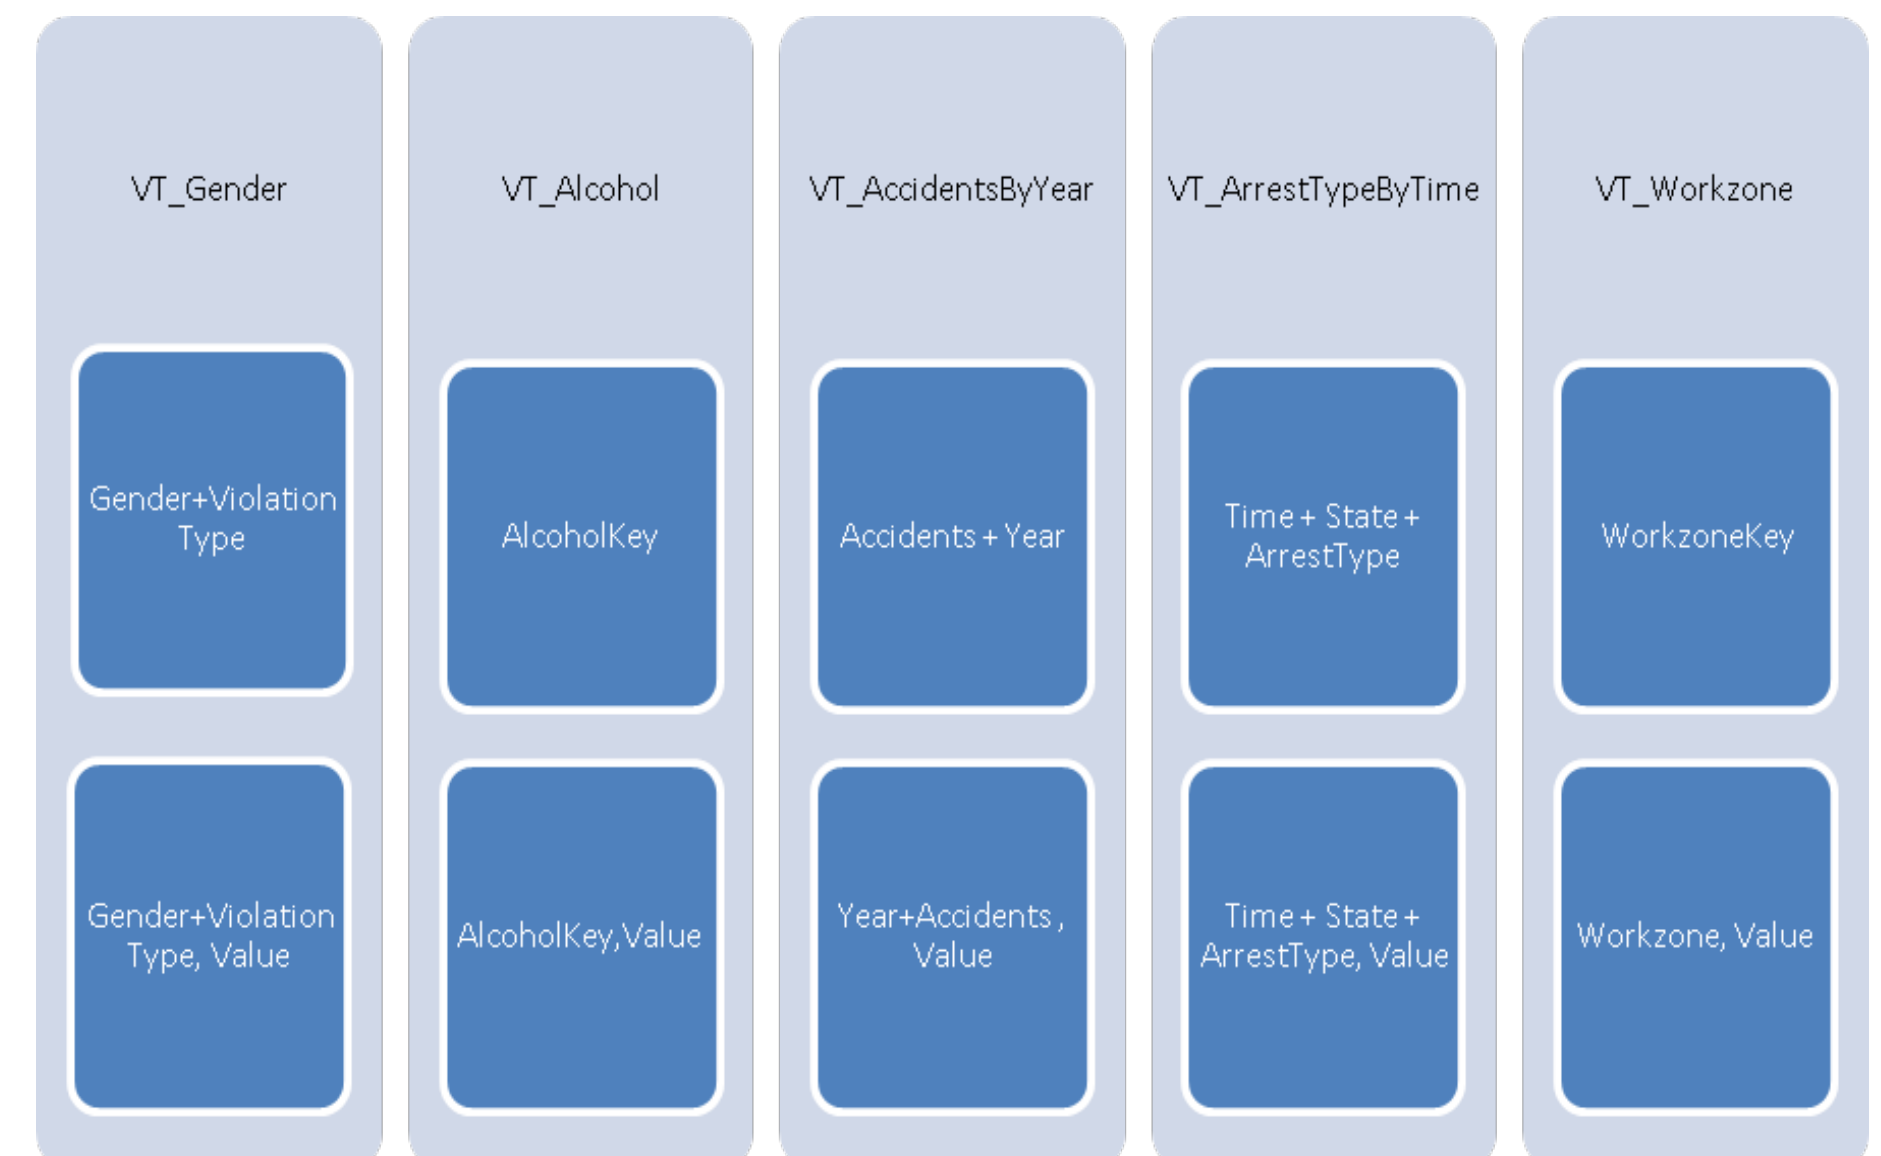 VT_Gender
Gender+Violation
Type
Gender+Violation
Type, Value
VT_Alcohol
AlcoholKey
AlcoholKey,Value
VT_AccidentsByYear
Accidents + Year
Year+Accidents ,
Value
VT_ArrestTypeByTime
Time + State +
ArrestType
Time + State +
ArrestType, Value
VT_Workzone
WorkzoneKey
Workzone, Value